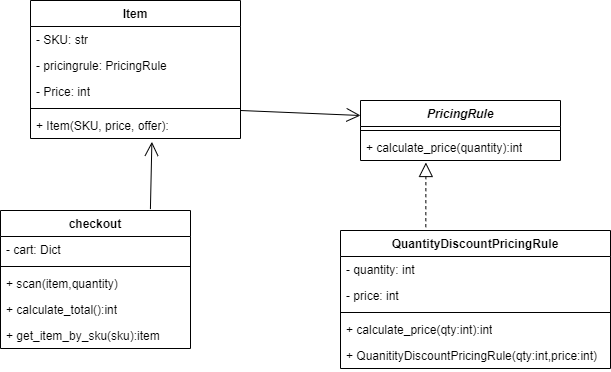 Item
- SKU: str
- pricingrule: PricingRule
- Price: int
+ Item(SKU, price, offer):
PricingRule
+ calculate_price(quantity):int
checkout
- cart: Dict
+ scan(item,quantity)
+ calculate_total():int
+ get_item_by_sku(sku):item
QuantityDiscountPricingRule
- quantity: int
- price: int
+ calculate_price(qty:int):int
+ QuanitityDiscountPricingRule(qty:int,price:int)